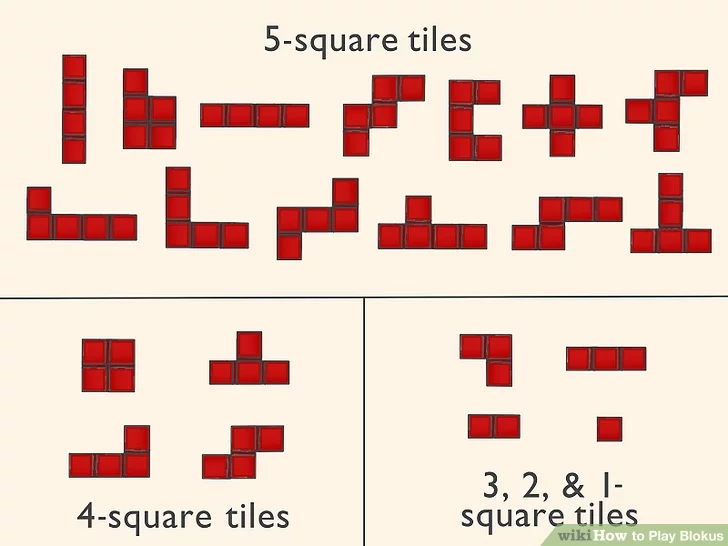 5-square tiles
4-square tiles
3, 2, & 1-
square tiles
wikiHow to Play Blokus